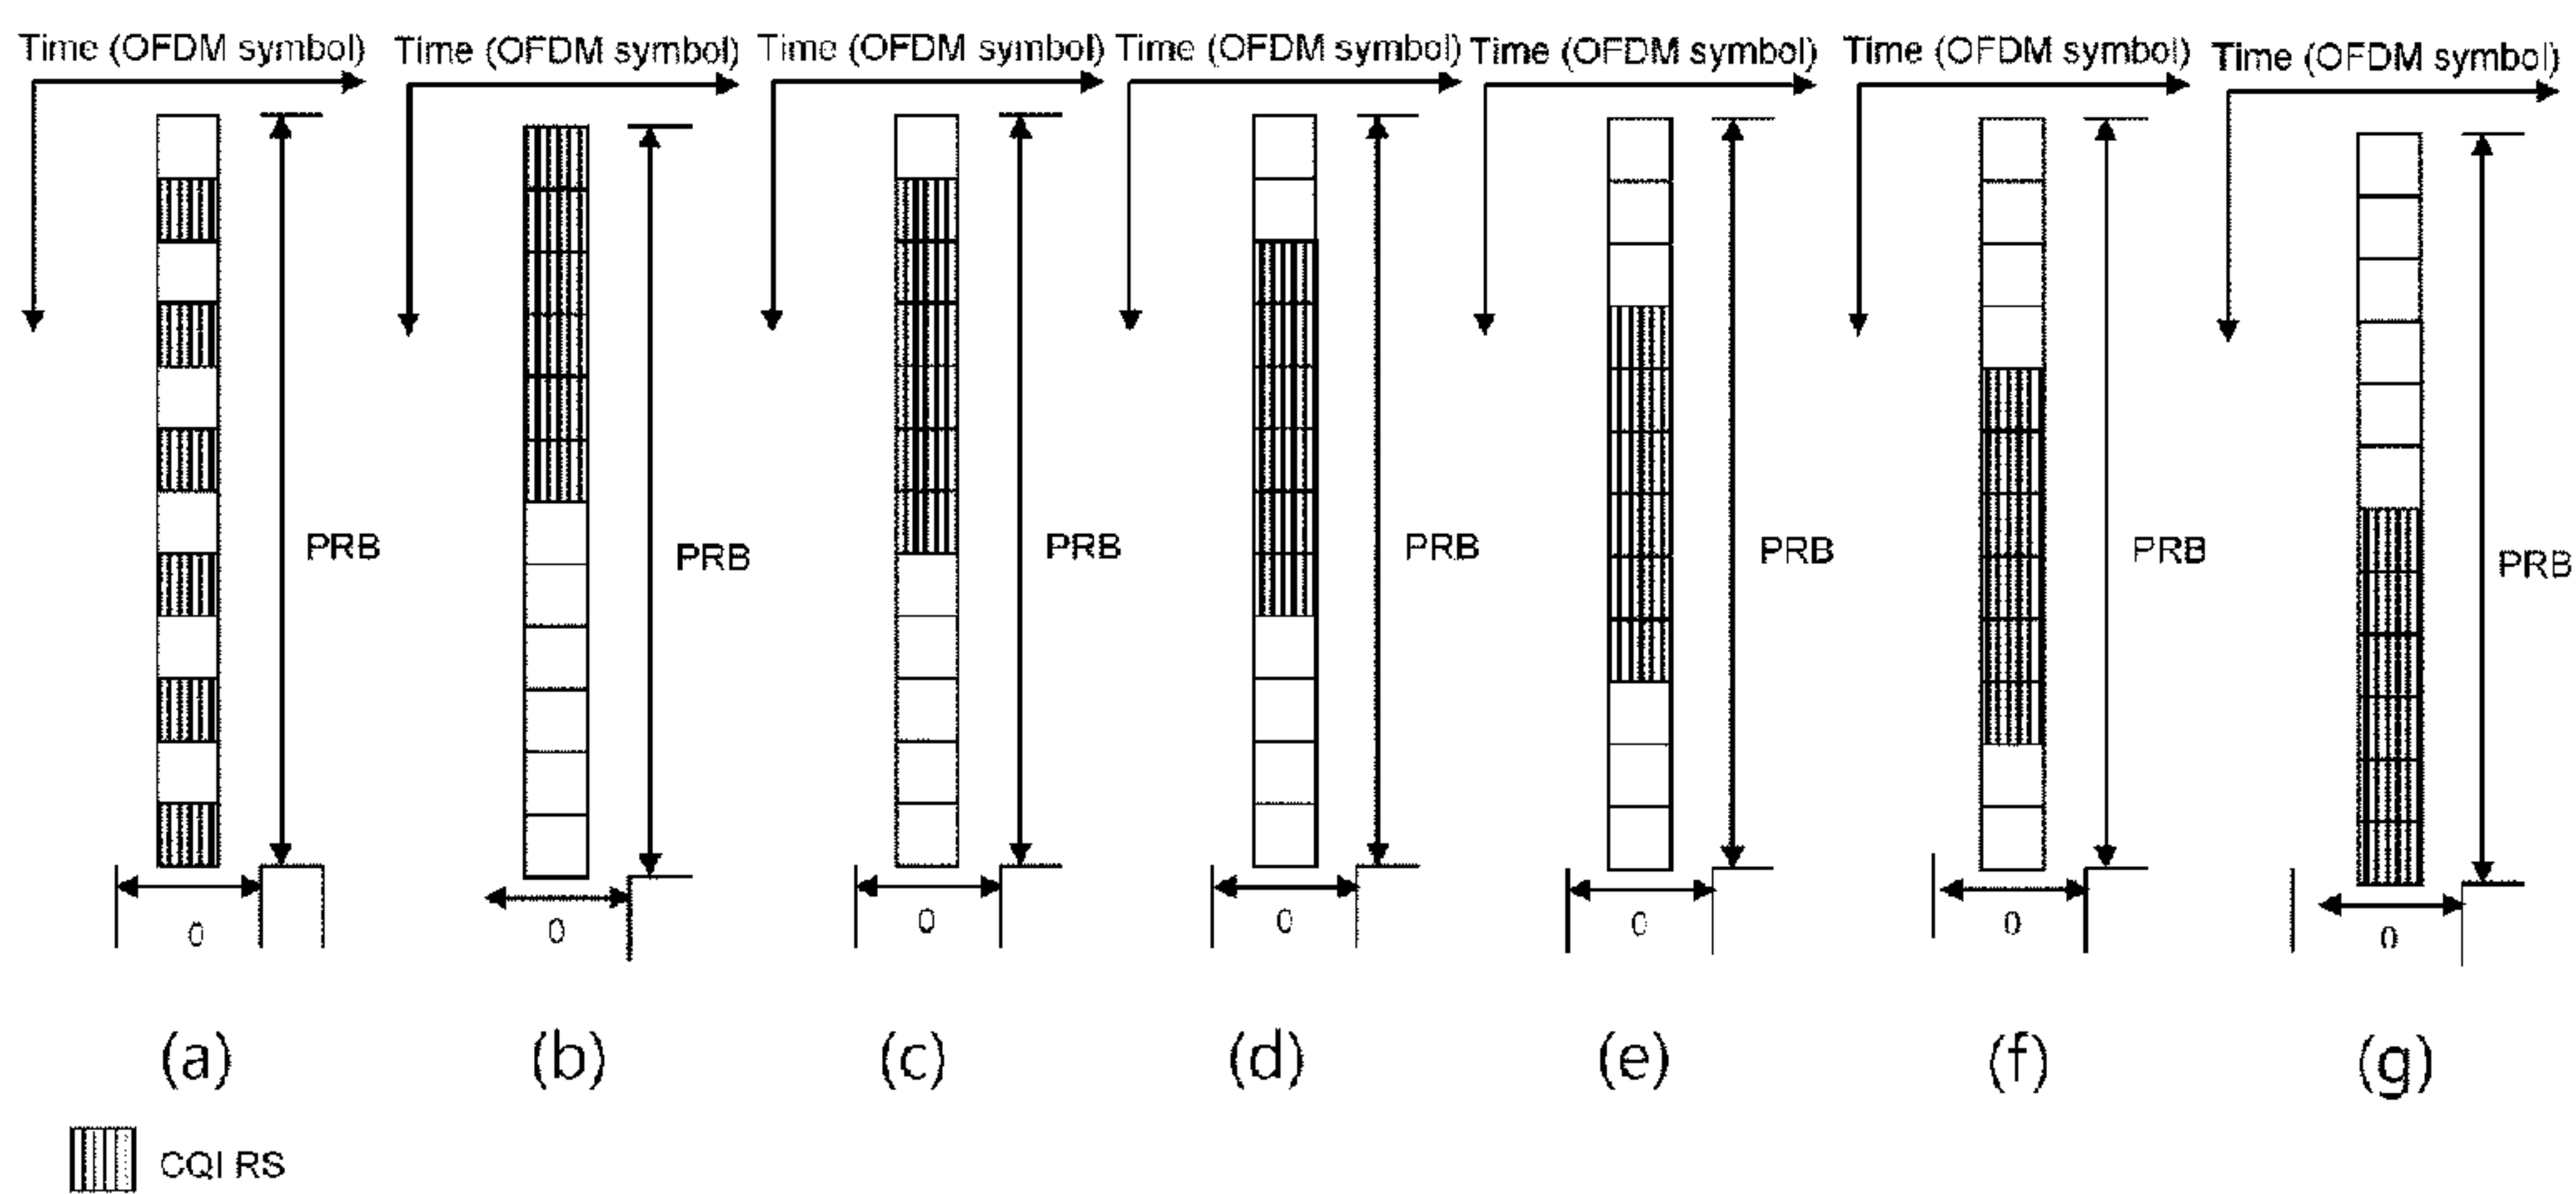 Time (OFDM symbol) Time (OFDM symbol) Time (OFDM symbol) Time (OFDM symbol) Time (OFDM symbol) Time (OFDM symbol) Time (OFDM symbol)
PRB PRB PRB PRB PRB PRB PRB
0 0 0 0 0 0 0
(a) (b) (c) (d) (e) (f) (g)
CQI RS